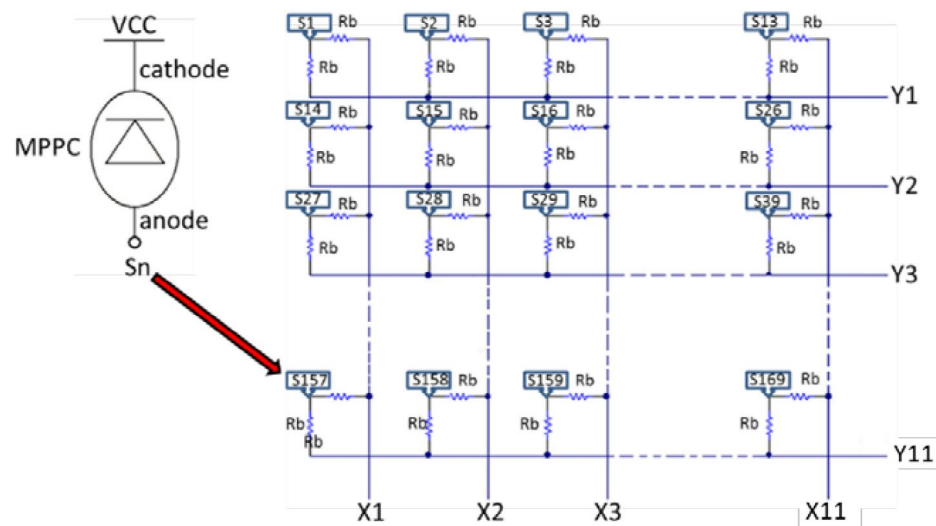 VCC
cathode
MPPC
anode
Sn
S1 Rb S2 Rb S3 Rb S13 Rb
Rb Rb Rb Rb
Y1
S14 Rb S15 Rb S16 Rb S26 Rb
Rb Rb Rb Rb
Y2
S27 Rb S28 Rb S29 Rb S39 Rb
Rb Rb Rb Rb
Y3
S157 Rb S158 Rb S159 Rb S169 Rb
Rb Rb Rb Rb
Rb
Y11
X1 X2 X3 X11